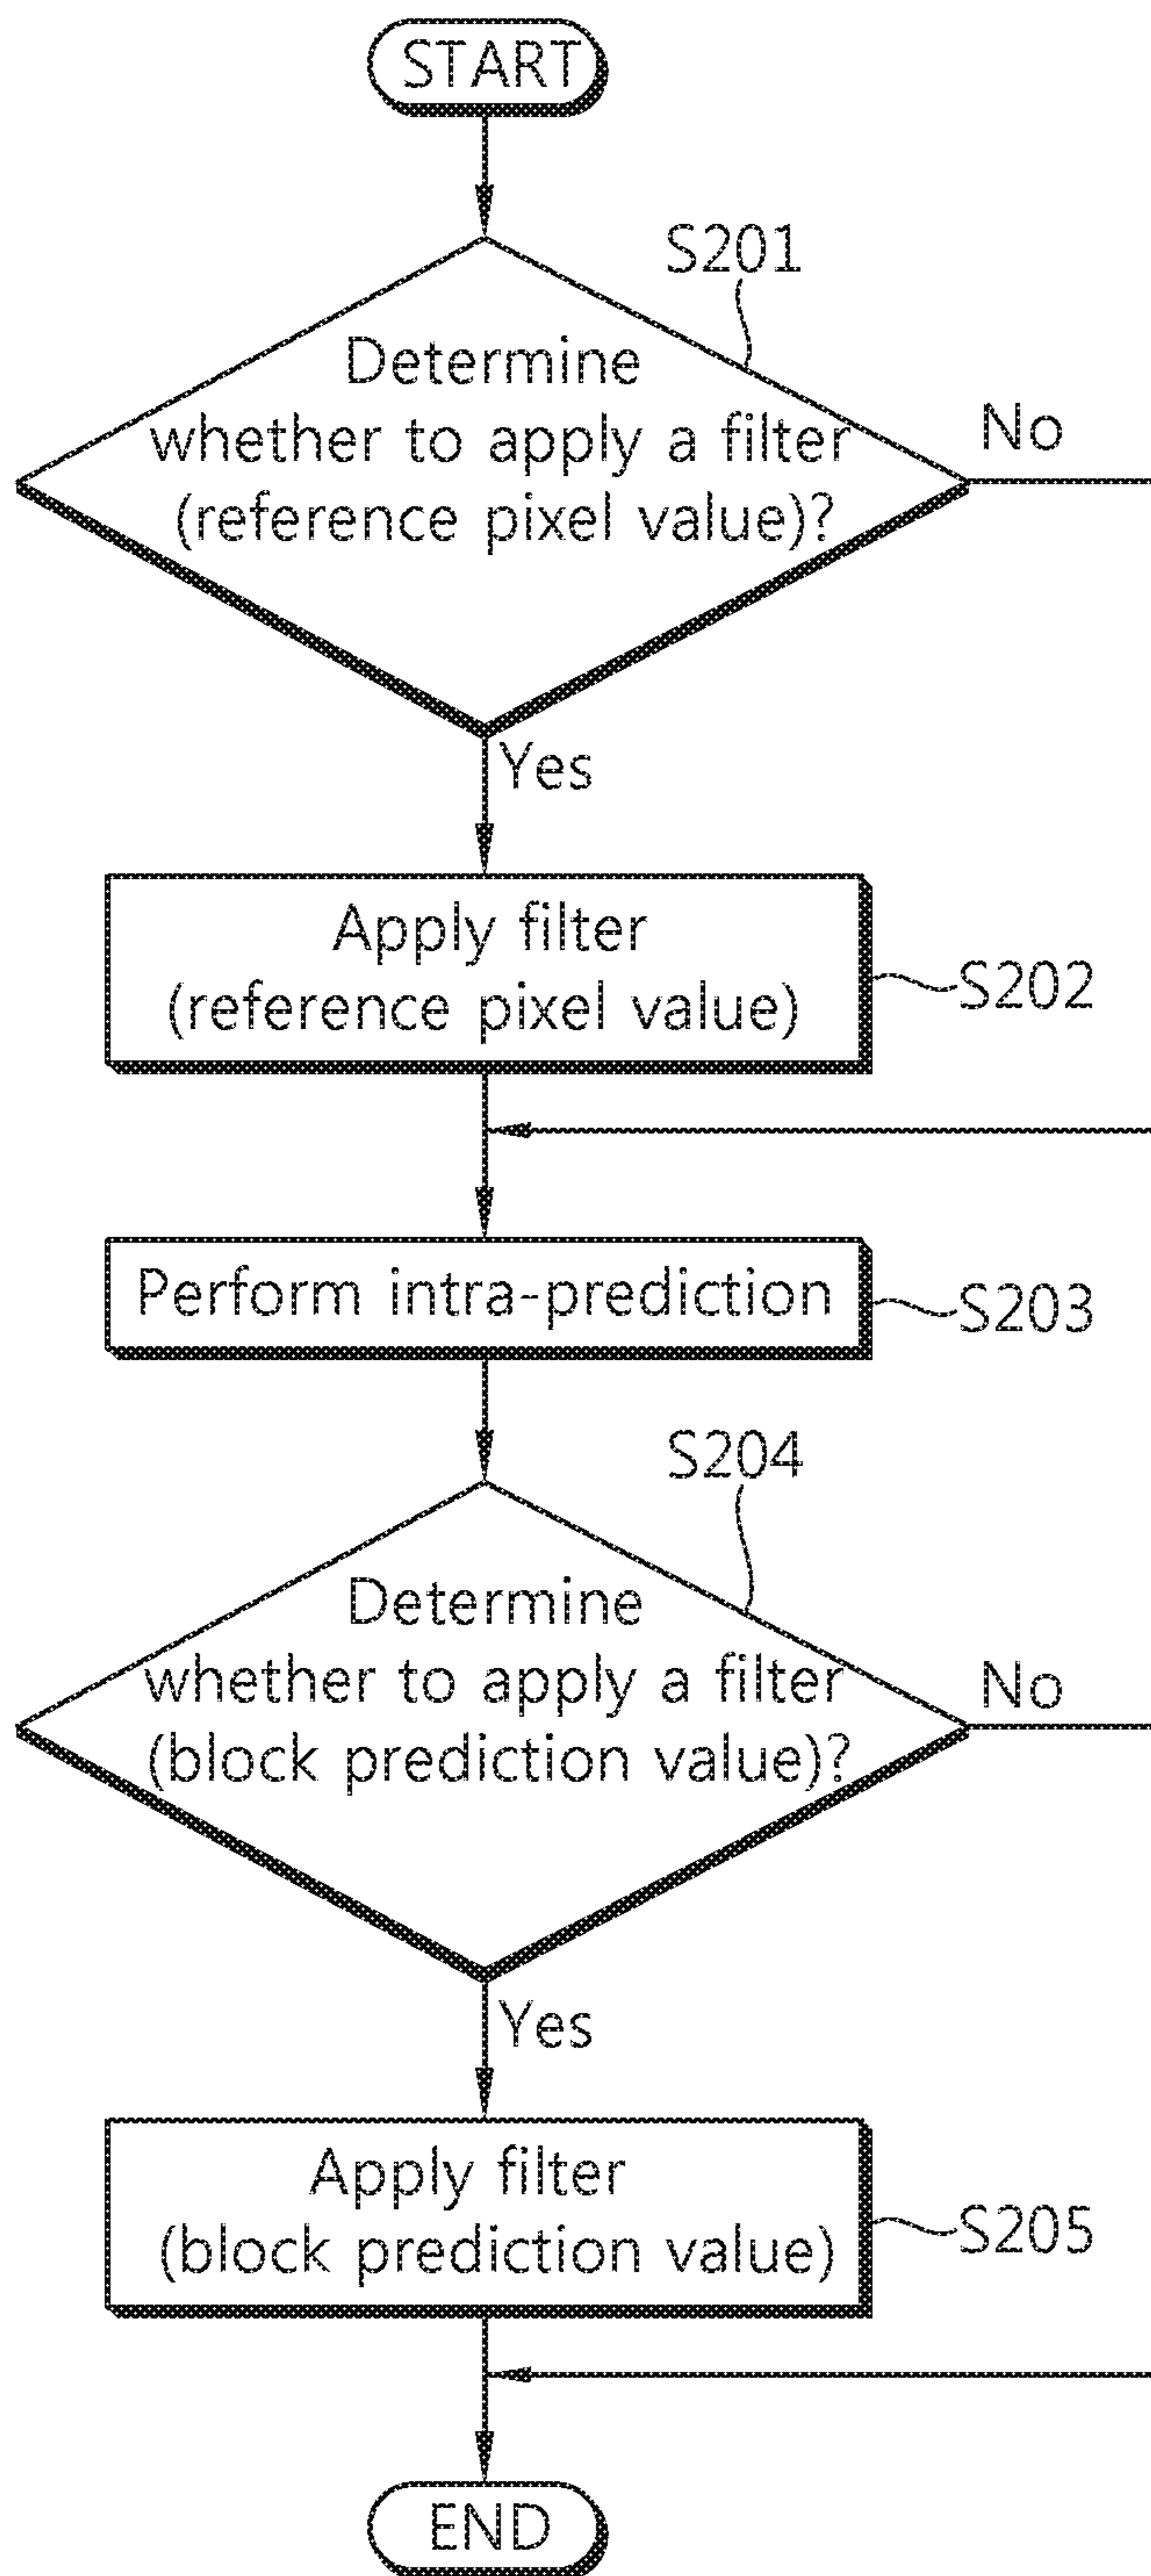 START
S201
Determine
whether to apply a filter
(reference pixel value)?
No
Yes
Apply filter
(reference pixel value)
S202
Perform intra-prediction
S203
S204
Determine
whether to apply a filter
(block prediction value)?
No
Yes
Apply filter
(block prediction value)
S205
END